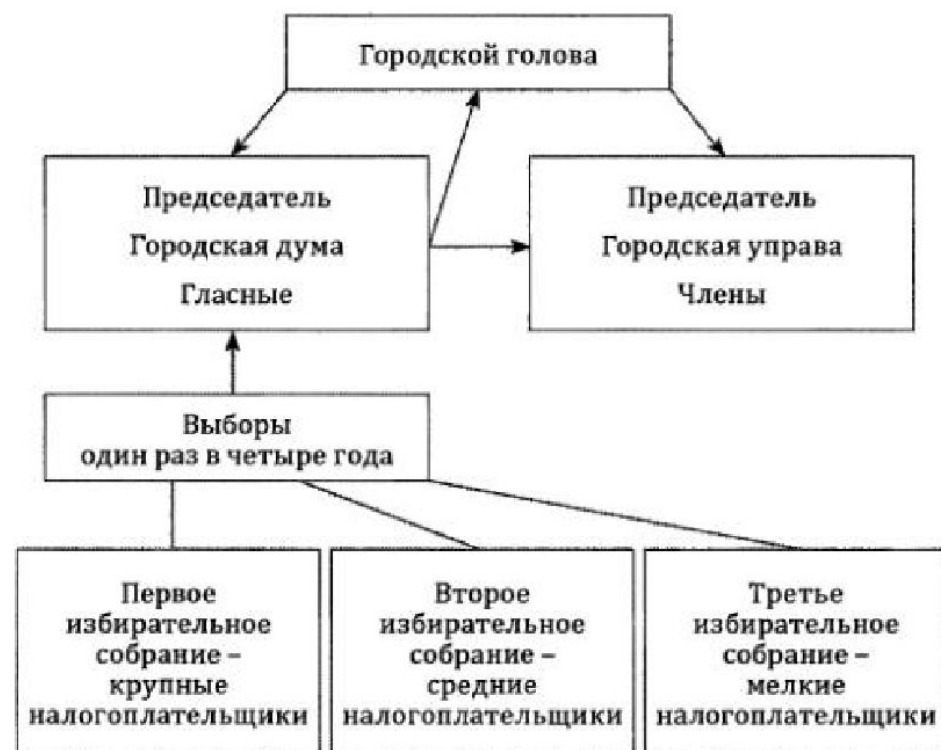 Городской голова
Председатель
Городская дума
Гласные
Председатель
Городская управа
Члены
Выборы
один раз в четыре года
Первое
избирательное
собрание –
крупные
налогоплательщики
Второе
избирательное
собрание –
средние
налогоплательщики
Третье
избирательное
собрание –
мелкие
налогоплательщики